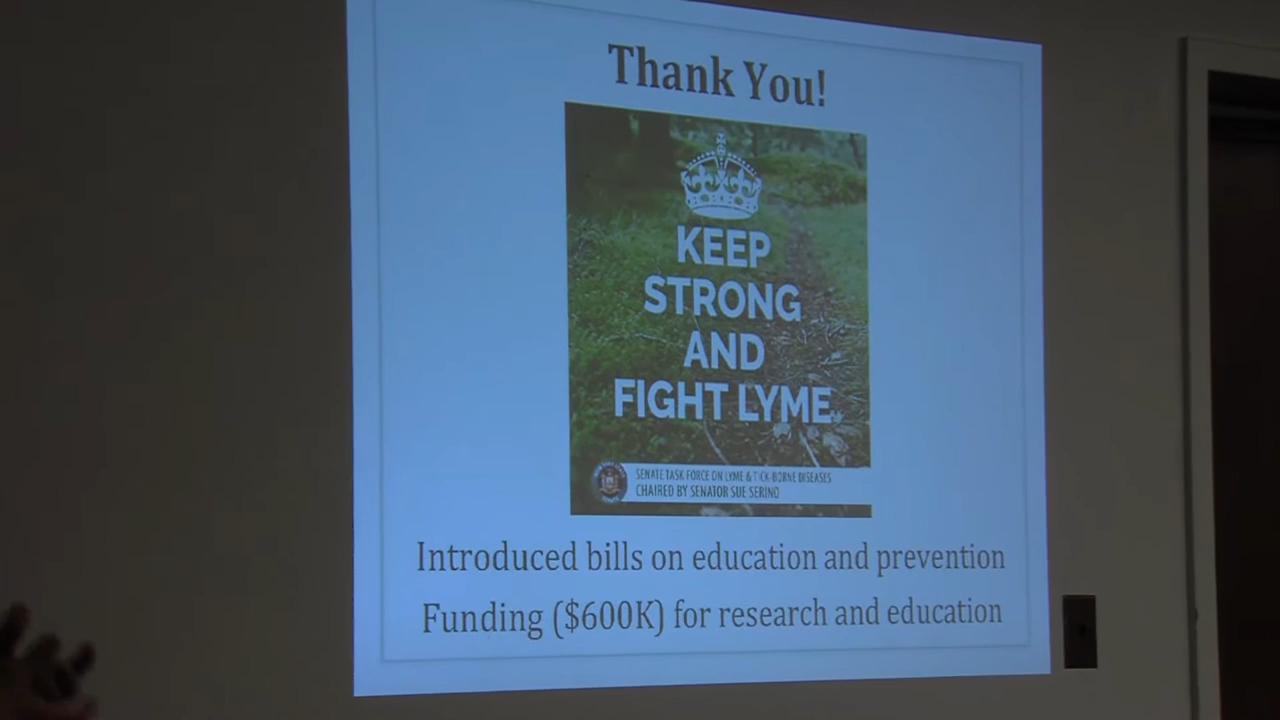 Thank You!
KEEP
STRONG
AND
FIGHT LYME
SENATE TASK FORCE ON LYME & TICK-BORNE DISEASES
CHAIRED BY SENATOR SUE SERINO
Introduced bills on education and prevention
Funding ($600K) for research and education